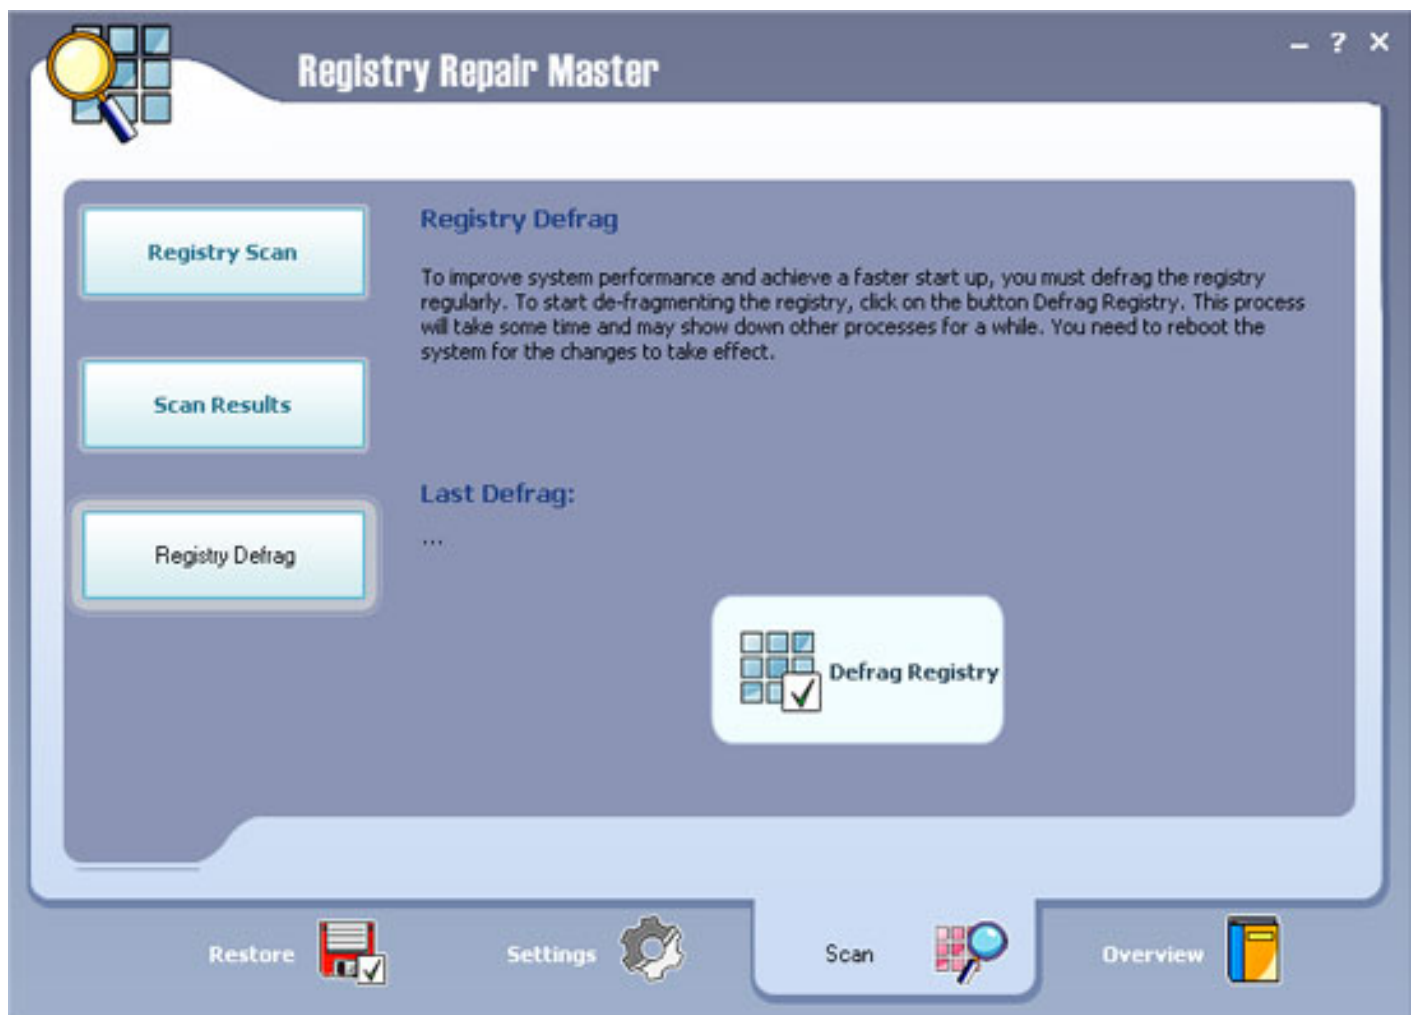 Registry Repair Master
– ? ×
Registry Scan
Scan Results
Registry Defrag
Registry Defrag
To improve system performance and achieve a faster start up, you must defrag the registry
regularly. To start de-fragmenting the registry, click on the button Defrag Registry. This process
will take some time and may show down other processes for a while. You need to reboot the
system for the changes to take effect.
Last Defrag:
...
Defrag Registry
Restore
Settings
Scan
Overview